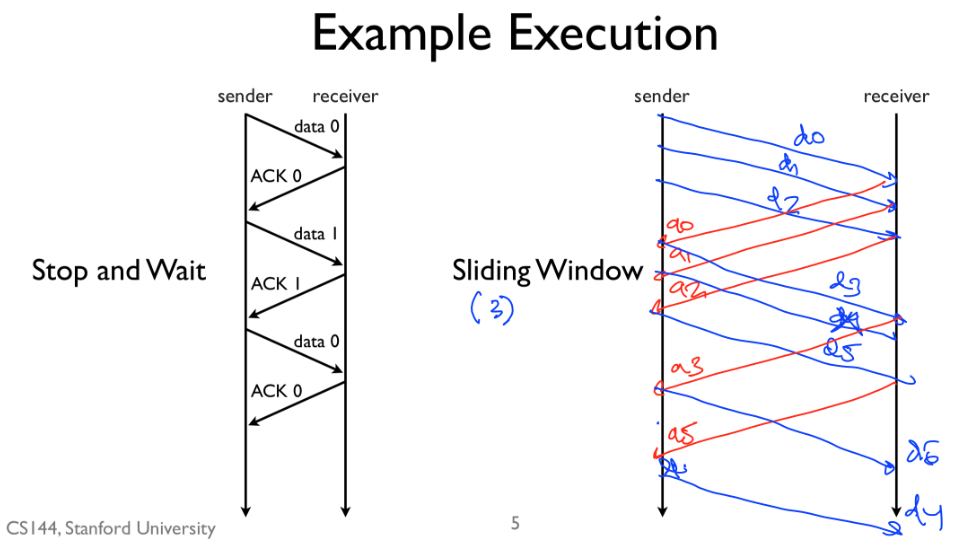 Example Execution
sender receiver
data 0
ACK 0
data 1
ACK 1
data 0
ACK 0
Stop and Wait
sender receiver
d0
d1
d2
a0
a1
a2
Sliding Window
(3)
d3
d4
d5
a3
a5
d6
d4
CS144, Stanford University
5